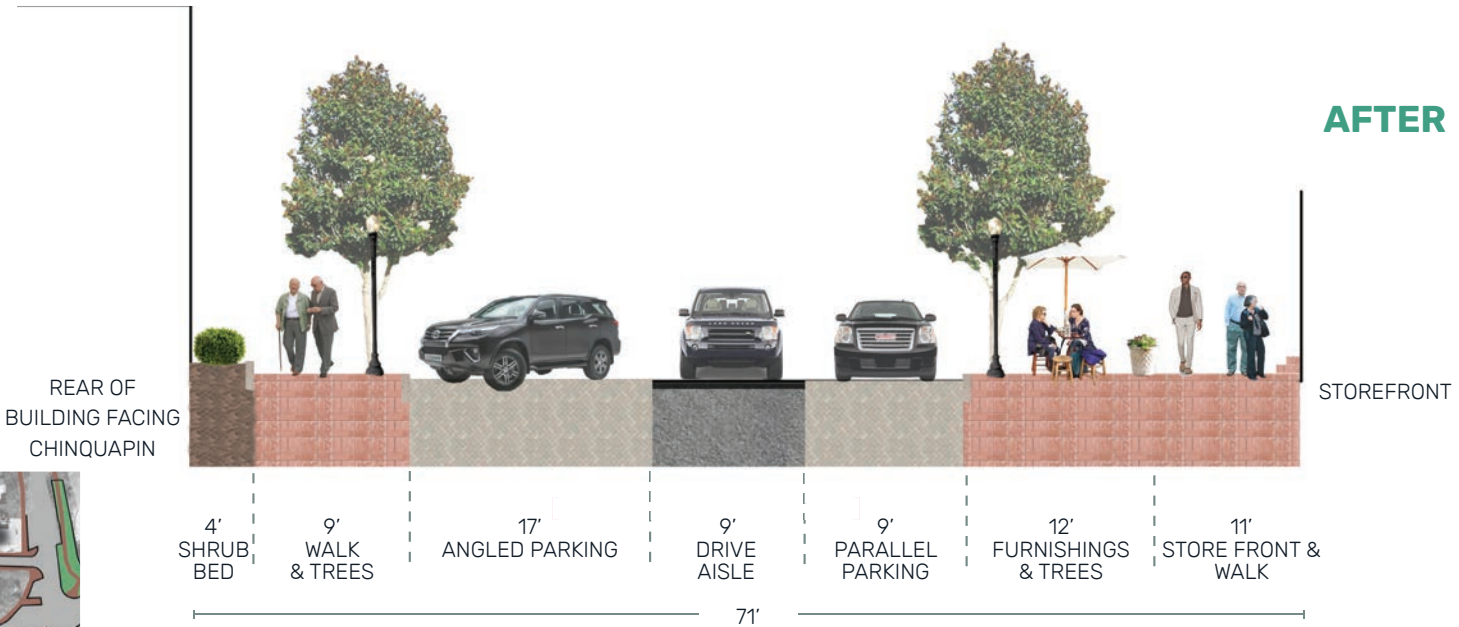 AFTER
REAR OF
BUILDING FACING
CHINQUAPIN
STOREFRONT
4’
SHRUB
BED
9’
WALK
& TREES
17’
ANGLED PARKING
9’
DRIVE
AISLE
9’
PARALLEL
PARKING
12’
FURNISHINGS
& TREES
11’
STORE FRONT &
WALK
71’